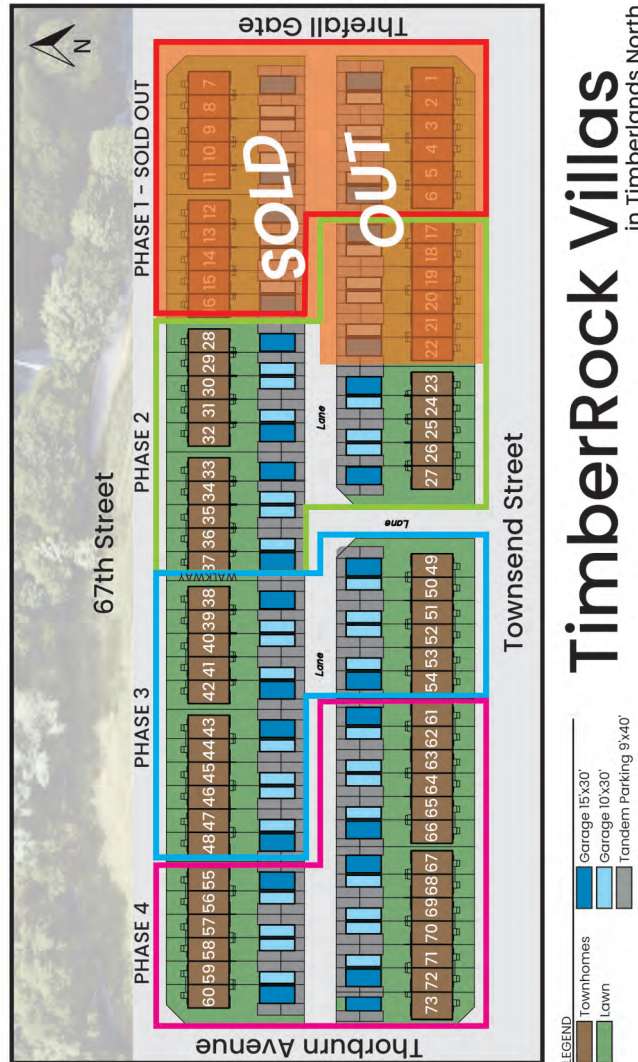 N
67th Street
PHASE 4
PHASE 3
PHASE 2
PHASE 1 - SOLD OUT
60 59 58 57 56 55 48 47 46 45 44 43 42 41 40 39 38 37 36 35 34 33 32 31 30 29 28 16 15 14 13 12 11 10 9 8 7
WALKWAY
SOLD
OUT
Thorburn Avenue
Lane
Lane
Lane
Threfall Gate
73 72 71 70 69 68 67 66 65 64 63 62 61 54 53 52 51 50 49 27 26 25 24 23 22 21 20 19 18 17 6 5 4 3 2 1
Townsend Street
LEGEND
Townhomes
Lawn
Garage 15'x30'
Garage 10'x30'
Tandem Parking 9'x40'
TimberRock Villas
in Timberlands North